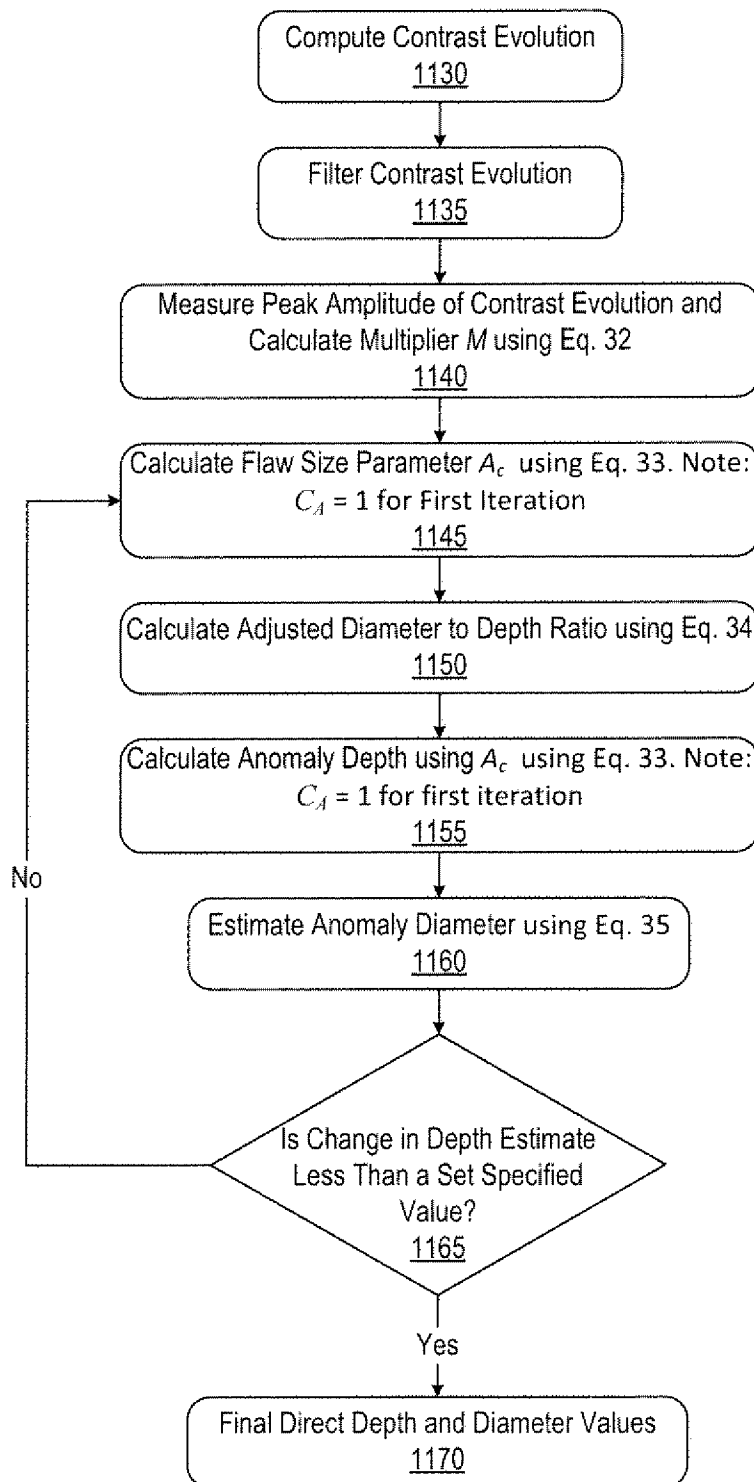 Compute Contrast Evolution
1130
Filter Contrast Evolution
1135
Measure Peak Amplitude of Contrast Evolution and
Calculate Multiplier M using Eq. 32
1140
Calculate Flaw Size Parameter A_c using Eq. 33. Note:
C_A = 1 for First Iteration
1145
Calculate Adjusted Diameter to Depth Ratio using Eq. 34
1150
Calculate Anomaly Depth using A_c using Eq. 33. Note:
C_A = 1 for first iteration
1155
No
Estimate Anomaly Diameter using Eq. 35
1160
Is Change in Depth Estimate
Less Than a Set Specified
Value?
1165
Yes
Final Direct Depth and Diameter Values
1170